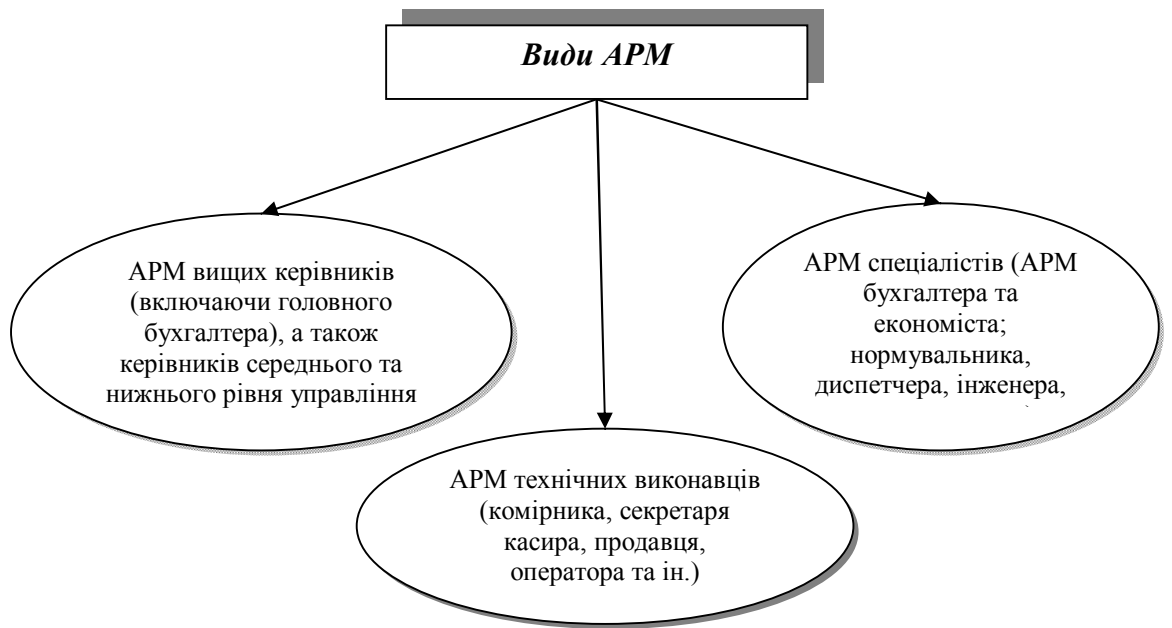 Види АРМ
АРМ вищих керівників
(включаючи головного
бухгалтера), а також
керівників середнього та
нижнього рівня управління
АРМ спеціалістів (АРМ
бухгалтера та
економіста;
нормувальника,
диспетчера, інженера,
АРМ технічних виконавців
(комірника, секретаря
касира, продавця,
оператора та ін.)